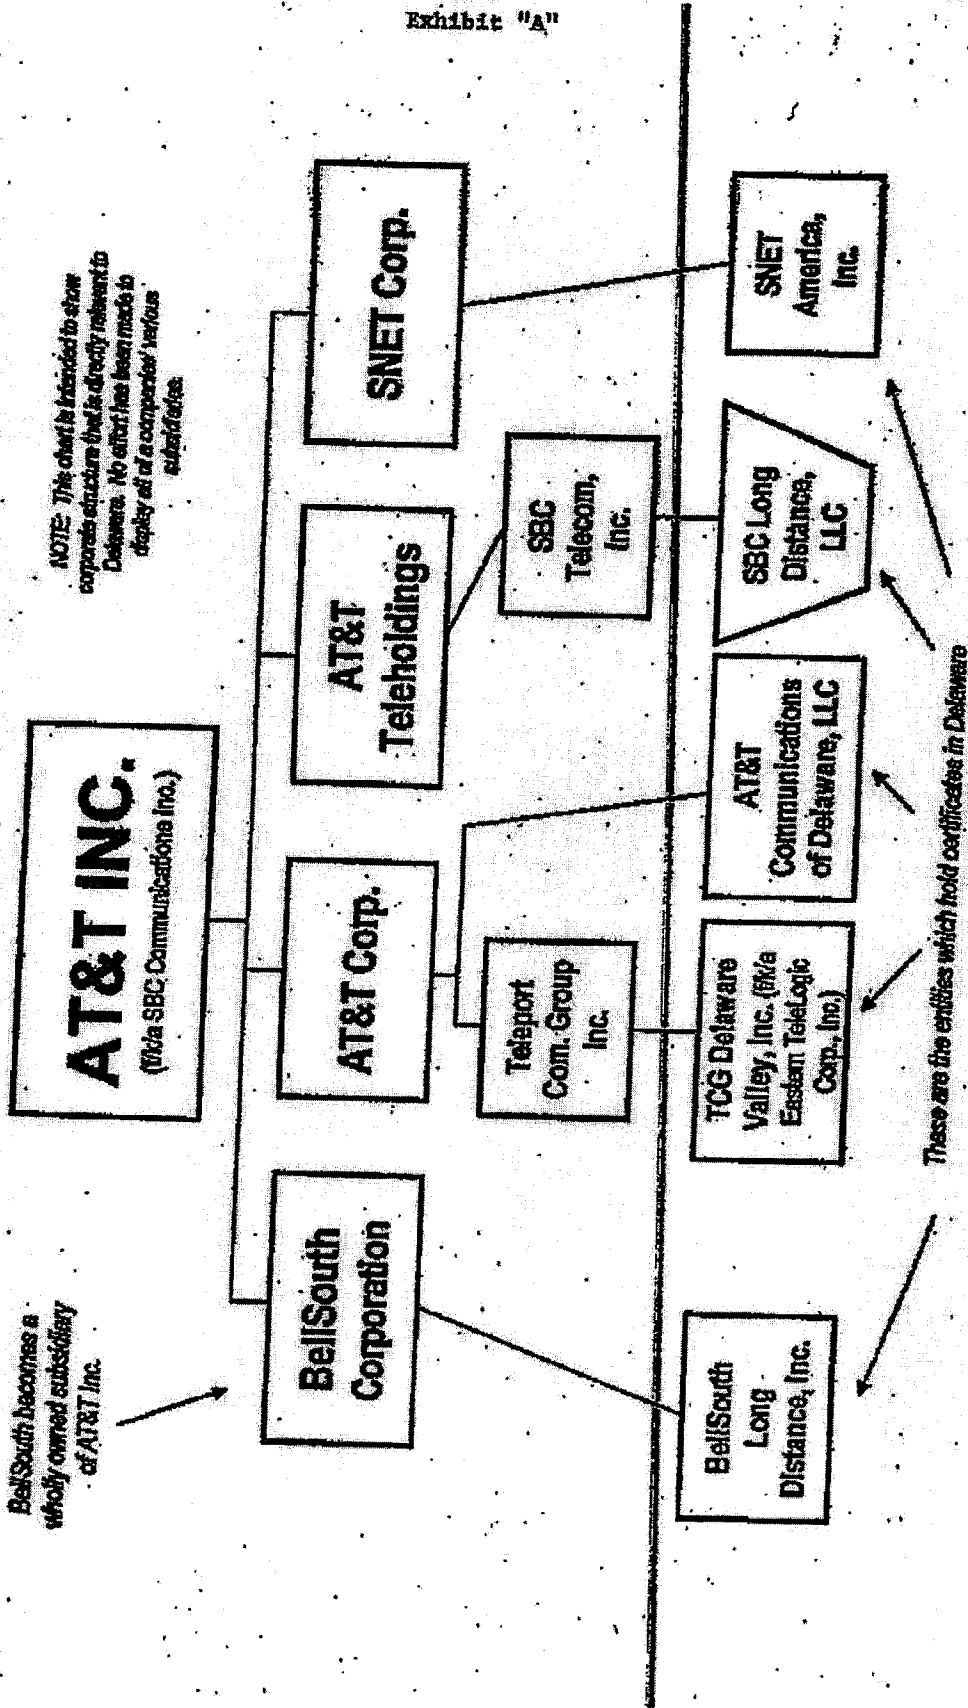 Exhibit "A"
BellSouth becomes a
wholly owned subsidiary
of AT&T Inc.
AT&T INC.
(f/k/a SBC Communications Inc.)
NOTE: This chart is intended to show
corporate structure that is directly relevant to
Delaware. No effort has been made to
display all of a companies' various
subsidiaries.
BellSouth
Corporation
AT&T Corp.
AT&T
Teleholdings
SNET Corp.
Teleport
Com. Group
Inc.
SBC
Telecom,
Inc.
BellSouth
Long
Distance, Inc.
TCG Delaware
Valley, Inc. (f/k/a
Eastern TeleLogic
Corp., Inc.)
AT&T
Communications
of Delaware, LLC
SBC Long
Distance,
LLC
SNET
America,
Inc.
These are the entities which hold certificates in Delaware